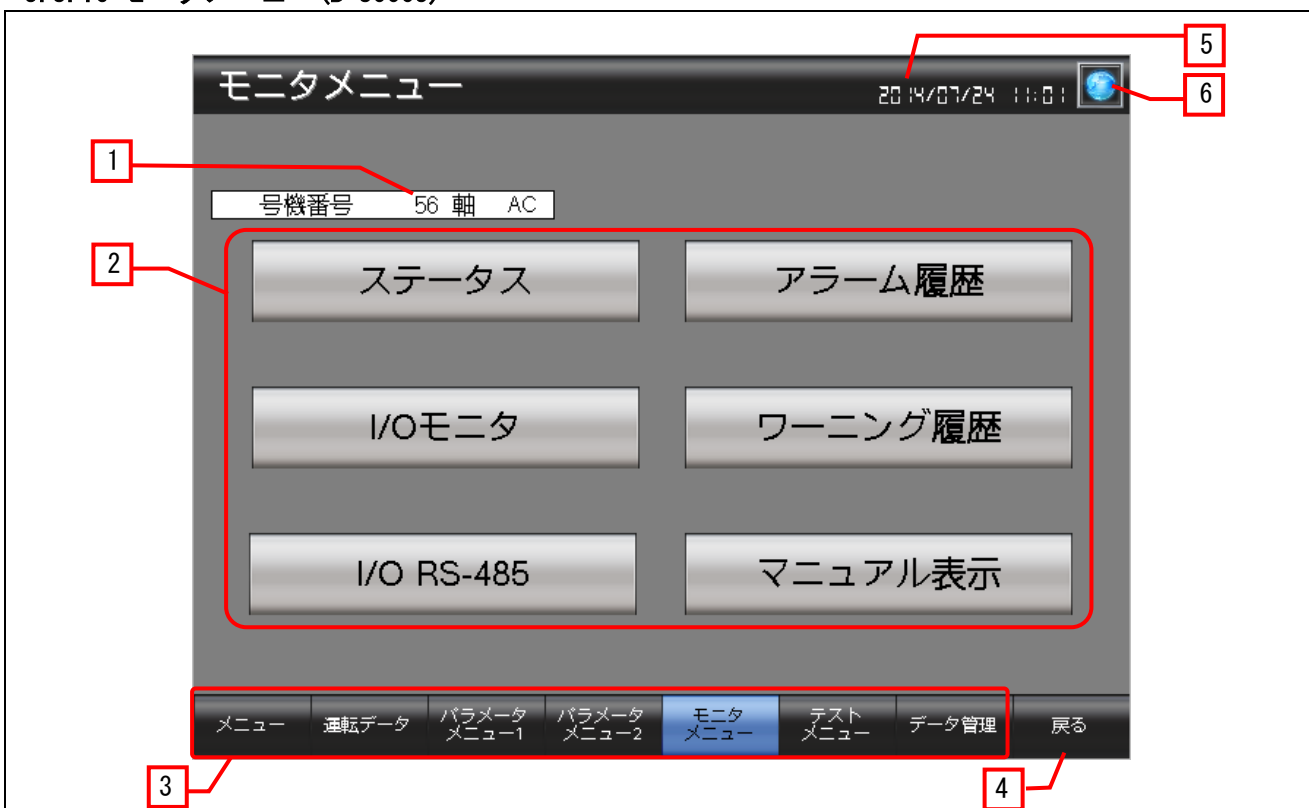 5
モニタメニュー
2014/07/24 11:01
6
1
号機番号 56 軸 AC
2
ステータス アラーム履歴
I/Oモニタ ワーニング履歴
I/O RS-485 マニュアル表示
メニュー 運転データ パラメータ メニュー1 パラメータ メニュー2 モニタ メニュー テスト メニュー データ管理 戻る
3
4